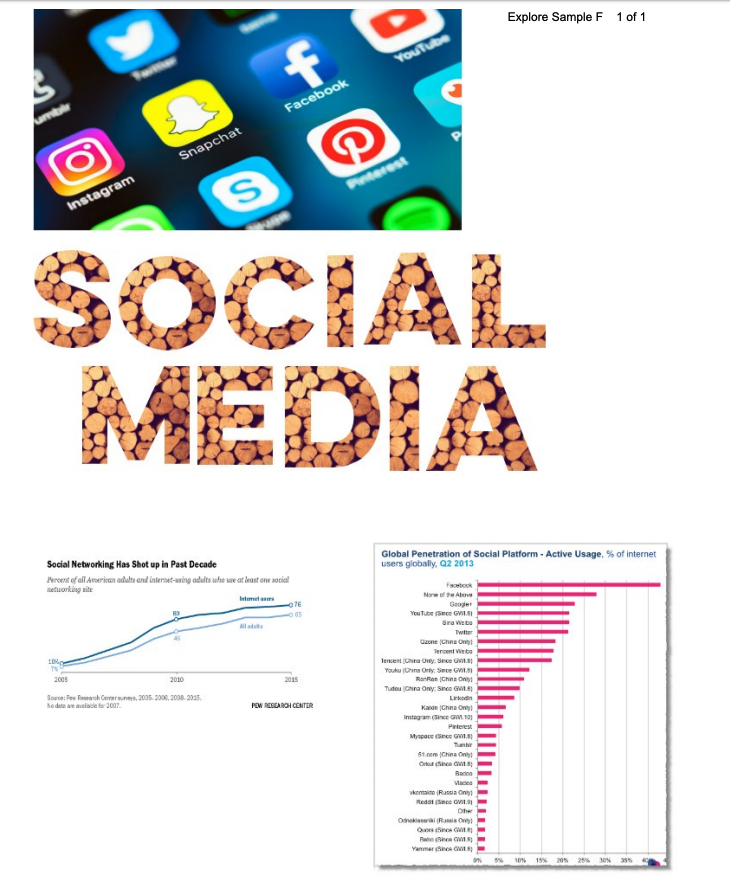 Explore Sample F 1 of 1
Twitter
YouTube
umblr
Facebook
Snapchat
Pinterest
Instagram
Skype
SOCIAL
MEDIA
Social Networking Has Shot up in Past Decade
Percent of all American adults and internet-using adults who use at least one social
networking site
Internet users
76
65
All adults
46
10%
7%
2005
2010
2015
Source: Pew Research Center surveys, 2005-2006, 2008-2015.
No data are available for 2007.
PEW RESEARCH CENTER
Global Penetration of Social Platform - Active Usage, % of internet
users globally, Q2 2013
Facebook
None of the Above
Google+
YouTube (Since GWI.8)
Sina Weibo
Twitter
Qzone (China Only)
Tencent Weibo
Tencent (China Only; Since GWI.8)
Youku (China Only; Since GWI.8)
RenRen (China Only)
Tudou (China Only; Since GWI.8)
LinkedIn
Kaixin (China Only)
Instagram (Since GWI.10)
Pinterest
Myspace (Since GWI.8)
Tumblr
51.com (China Only)
Orkut (Since GWI.8)
Badoo
Viadeo
vkontakte (Russia Only)
Reddit (Since GWI.9)
Other
Odnoklassniki (Russia Only)
Quora (Since GWI.8)
Bebo (Since GWI.8)
Yammer (Since GWI.8)
0% 5% 10% 15% 20% 25% 30% 35%